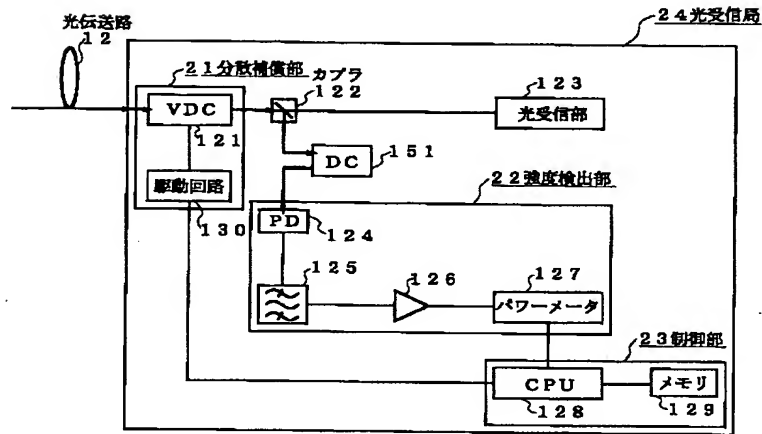 光伝送路
１２
２４光受信局
２１分散補償部
カプラ
１２２
１２３
ＶＤＣ
１２１
光受信部
ＤＣ
１５１
駆動回路
１３０
２２強度検出部
ＰＤ
１２４
１２５
１２６
１２７
パワーメータ
２３制御部
ＣＰＵ
１２８
メモリ
１２９